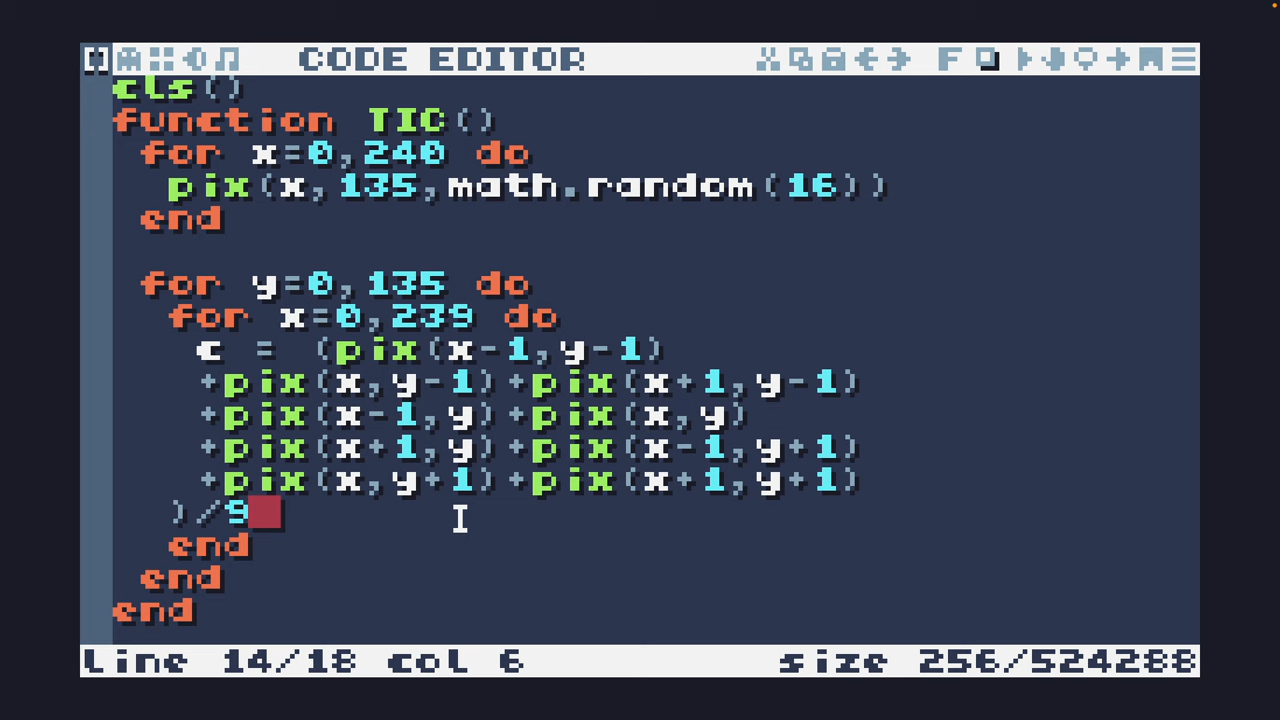 CODE EDITOR
cls()
function TIC()
for x=0,240 do
pix(x,135,math.random(16))
end
for y=0,135 do
for x=0,239 do
c = (pix(x-1,y-1)
+pix(x,y-1)+pix(x+1,y-1)
+pix(x-1,y)+pix(x,y)
+pix(x+1,y)+pix(x-1,y+1)
+pix(x,y+1)+pix(x+1,y+1)
)/9
end
end
end
line 14/18 col 6 size 256/524288